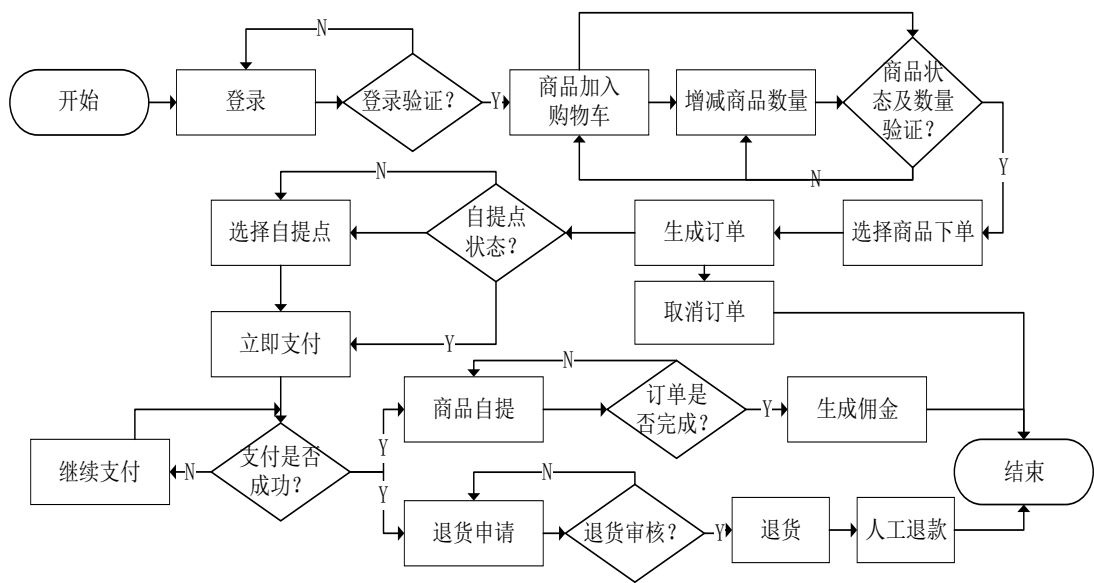 开始
登录
N
登录验证？
Y
商品加入
购物车
增减商品数量
商品状
态及数量
验证？
N
Y
选择商品下单
生成订单
取消订单
自提点
状态？
N
选择自提点
Y
立即支付
支付是否
成功？
N
继续支付
Y
商品自提
N
订单是
否完成？
Y
生成佣金
Y
退货申请
N
退货审核？
Y
退货
人工退款
结束